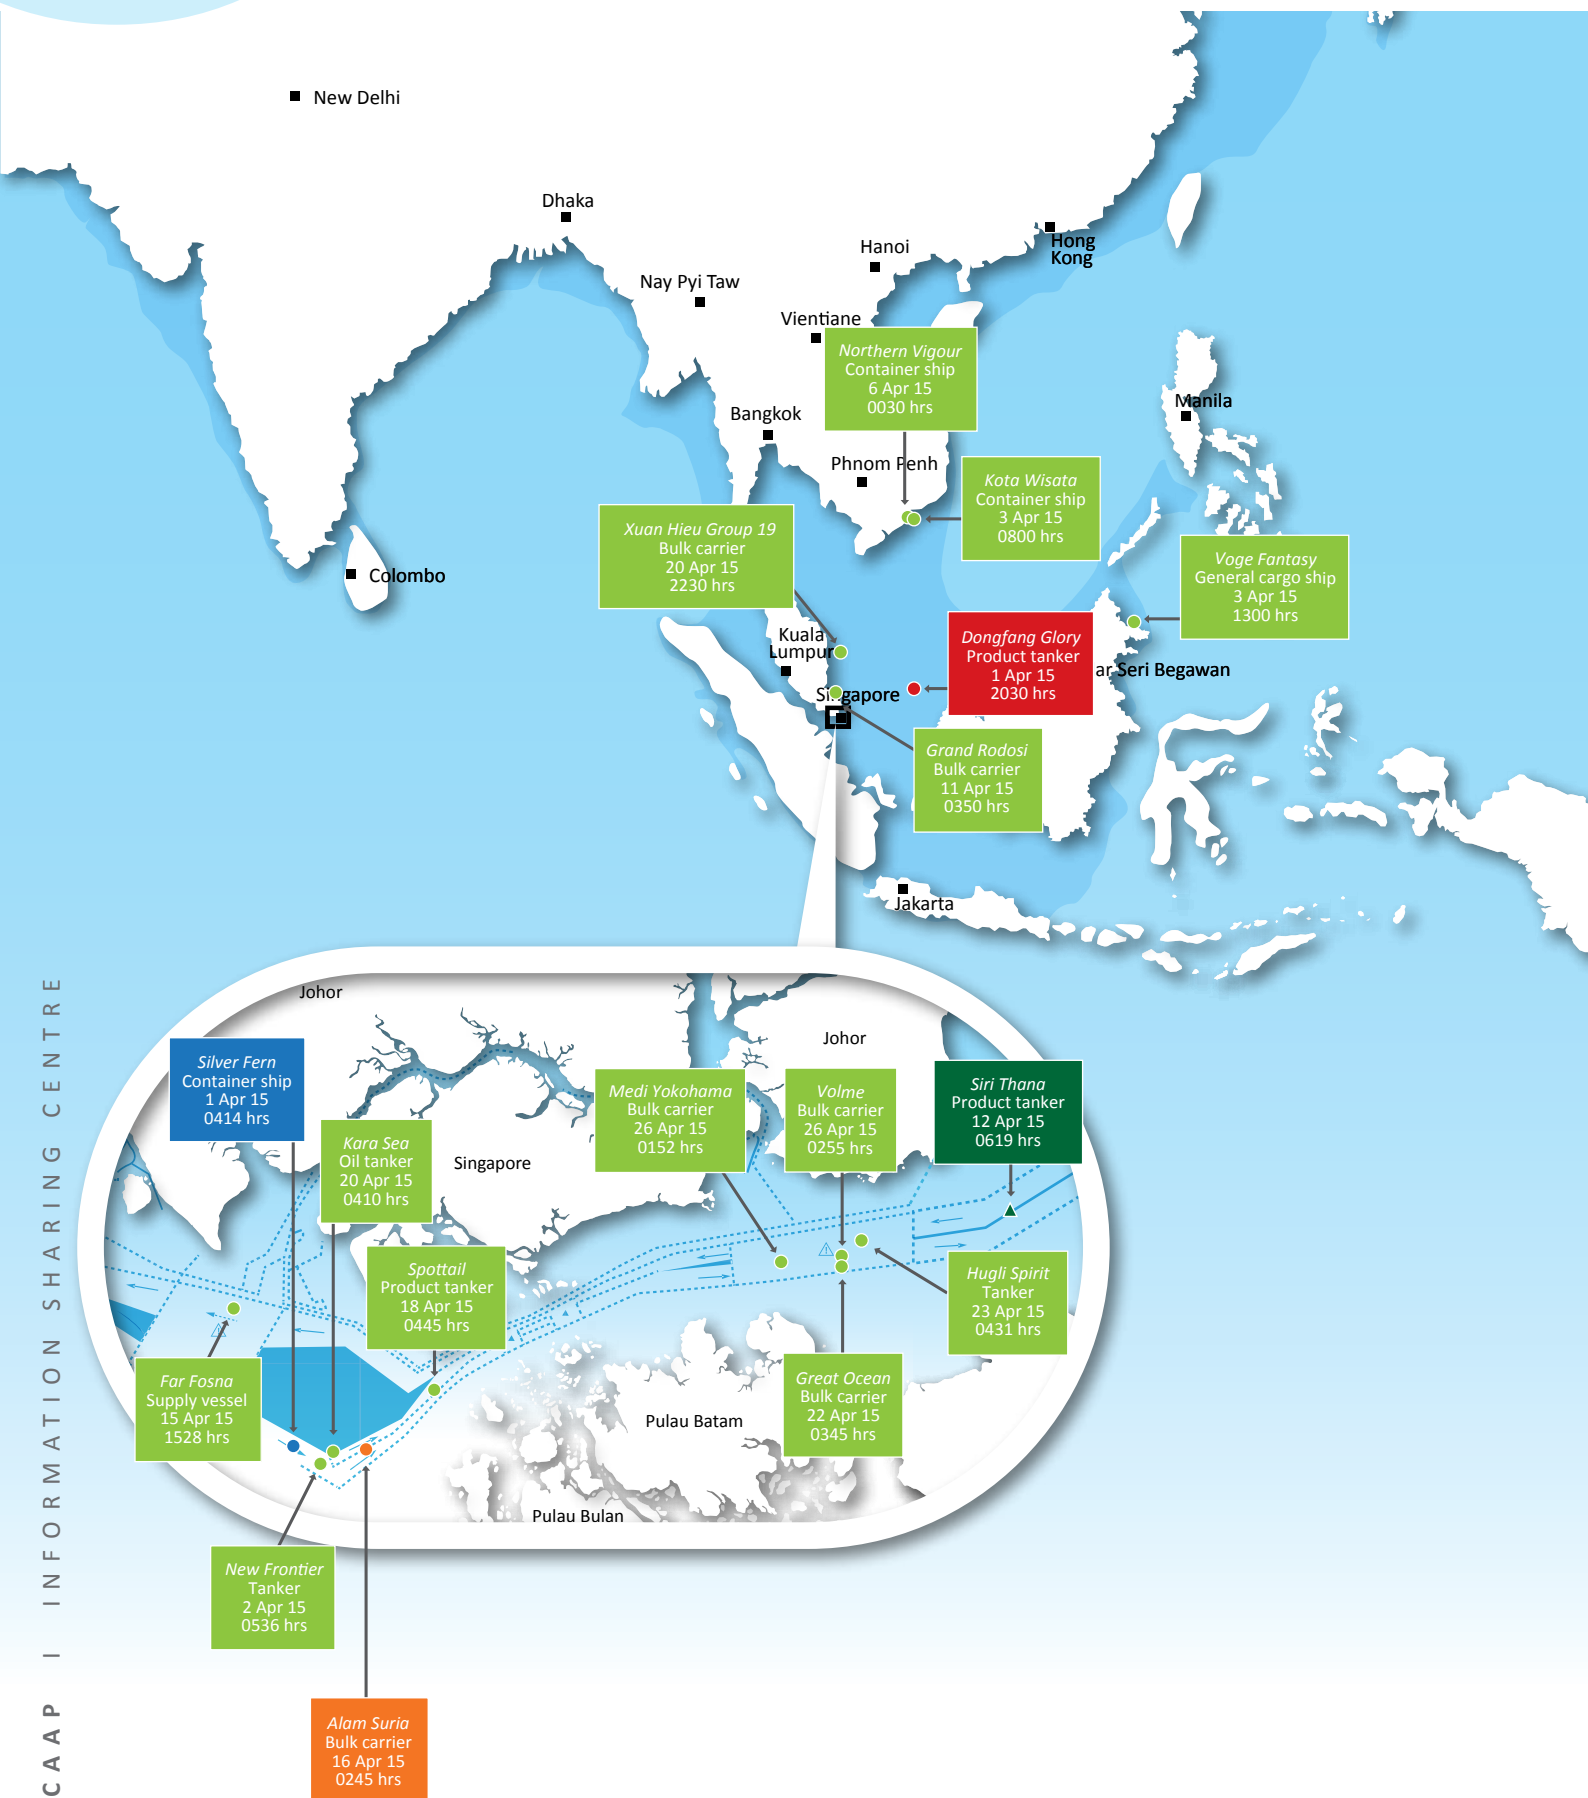 New Delhi
Dhaka
Hanoi
Hong
Kong
Nay Pyi Taw
Vientiane
Northern Vigour
Container ship
6 Apr 15
0030 hrs
Manila
Bangkok
Phnom Penh
Kota Wisata
Container ship
3 Apr 15
0800 hrs
Xuan Hieu Group 19
Bulk carrier
20 Apr 15
2230 hrs
Voge Fantasy
General cargo ship
3 Apr 15
1300 hrs
Colombo
Kuala
Lumpur
Dongfang Glory
Product tanker
1 Apr 15
2030 hrs
ar Seri Begawan
Singapore
Grand Rodosi
Bulk carrier
11 Apr 15
0350 hrs
Jakarta
Johor
Johor
Silver Fern
Container ship
1 Apr 15
0414 hrs
Medi Yokohama
Bulk carrier
26 Apr 15
0152 hrs
Volme
Bulk carrier
26 Apr 15
0255 hrs
Siri Thana
Product tanker
12 Apr 15
0619 hrs
Kara Sea
Oil tanker
20 Apr 15
0410 hrs
Singapore
Spottail
Product tanker
18 Apr 15
0445 hrs
Hugli Spirit
Tanker
23 Apr 15
0431 hrs
Far Fosna
Supply vessel
15 Apr 15
1528 hrs
Great Ocean
Bulk carrier
22 Apr 15
0345 hrs
Pulau Batam
Pulau Bulan
New Frontier
Tanker
2 Apr 15
0536 hrs
Alam Suria
Bulk carrier
16 Apr 15
0245 hrs
CAAP I INFORMATION SHARING CENTRE